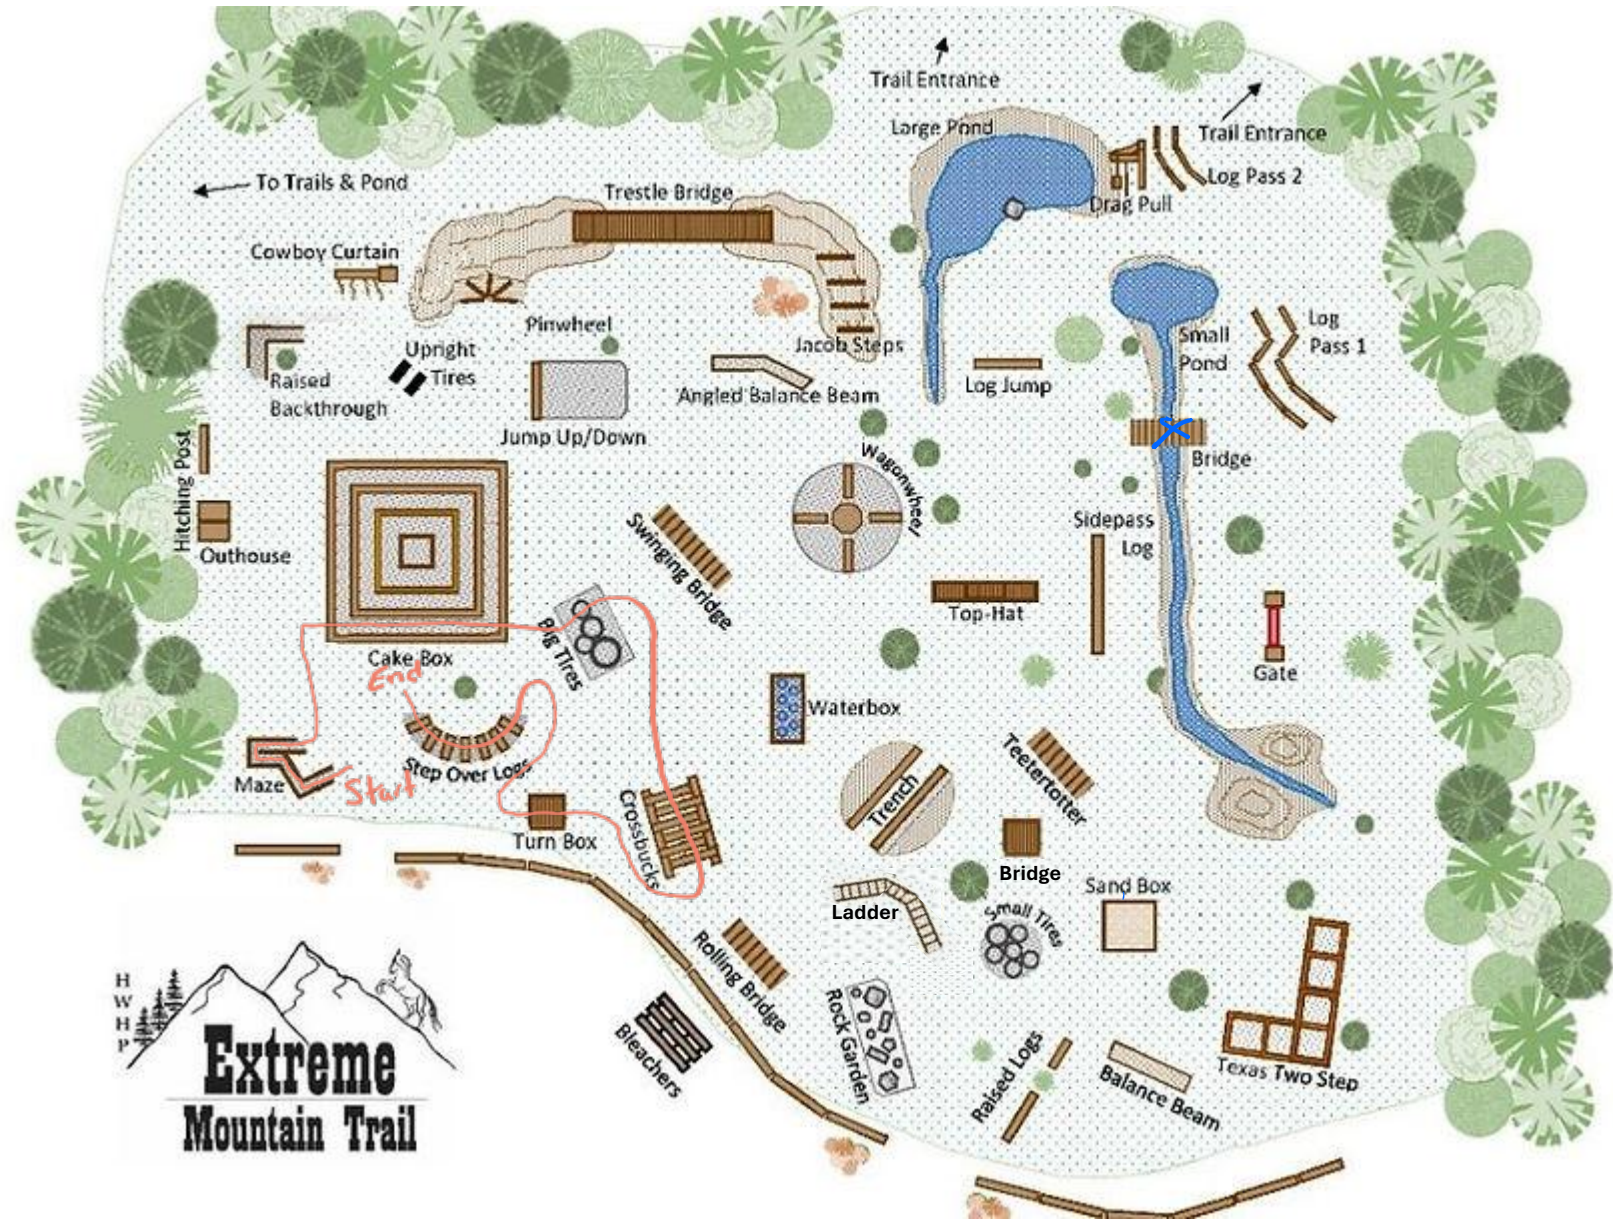 Trail Entrance
Large Pond
Trail Entrance
Log Pass 2
Drag Pull
To Trails & Pond
Trestle Bridge
Cowboy Curtain
Pinwheel
Upright
Tires
Jacob Steps
Small
Pond
Log
Pass 1
Raised
Backthrough
Angled Balance Beam
Log Jump
Jump Up/Down
Hitching Post
Outhouse
Wagonwheel
Bridge
Swinging Bridge
Sidepass
Log
Top-Hat
Big Tires
Cake Box
End
Gate
Waterbox
Step Over Logs
Maze
Start
Turn Box
Crossbucks
Trench
Teetertotter
Bridge
Ladder
Sand Box
Small Tires
Rolling Bridge
Bleachers
Rock Garden
Raised Logs
Balance Beam
Texas Two Step
HWHP
Extreme
Mountain Trail